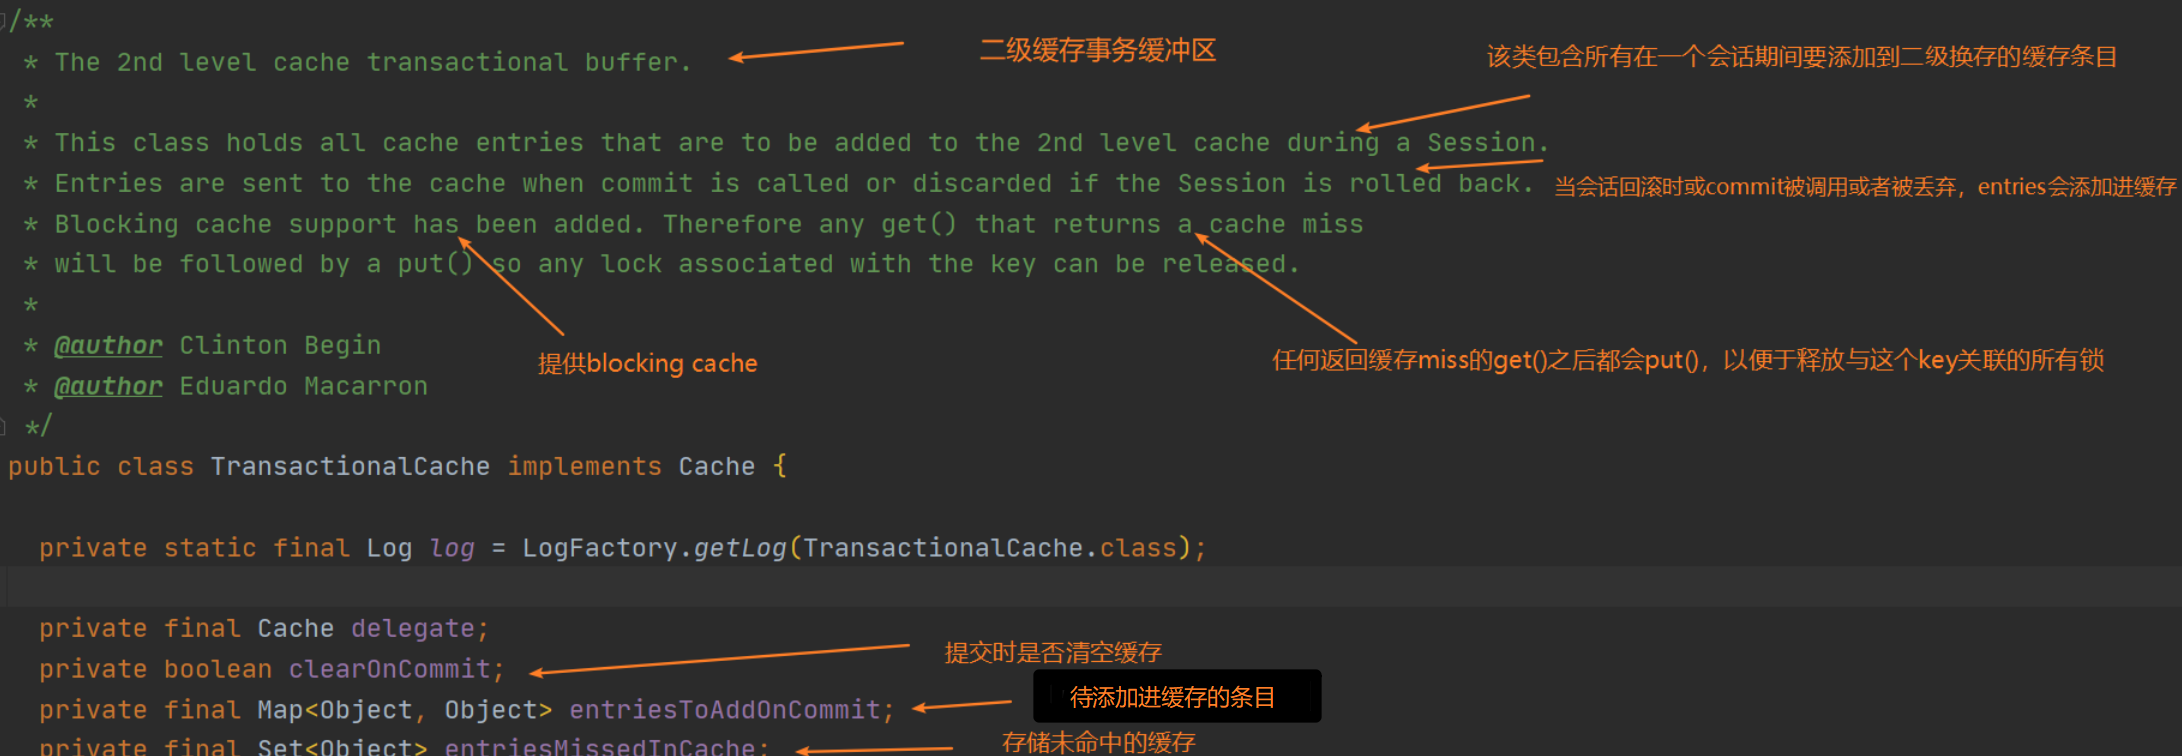 /**
* The 2nd level cache transactional buffer.
二级缓存事务缓冲区
该类包含所有在一个会话期间要添加到二级换存的缓存条目
*
* This class holds all cache entries that are to be added to the 2nd level cache during a Session.
* Entries are sent to the cache when commit is called or discarded if the Session is rolled back.
当会话回滚时或commit被调用或者被丢弃，entries会添加进缓存
* Blocking cache support has been added. Therefore any get() that returns a cache miss
* will be followed by a put() so any lock associated with the key can be released.
*
* @author Clinton Begin
提供blocking cache
任何返回缓存miss的get()之后都会put()，以便于释放与这个key关联的所有锁
* @author Eduardo Macarron
*/
public class TransactionalCache implements Cache {
private static final Log log = LogFactory.getLog(TransactionalCache.class);
private final Cache delegate;
提交时是否清空缓存
private boolean clearOnCommit;
待添加进缓存的条目
private final Map<Object, Object> entriesToAddOnCommit;
private final Set<Object> entriesMissedInCache;
存储未命中的缓存